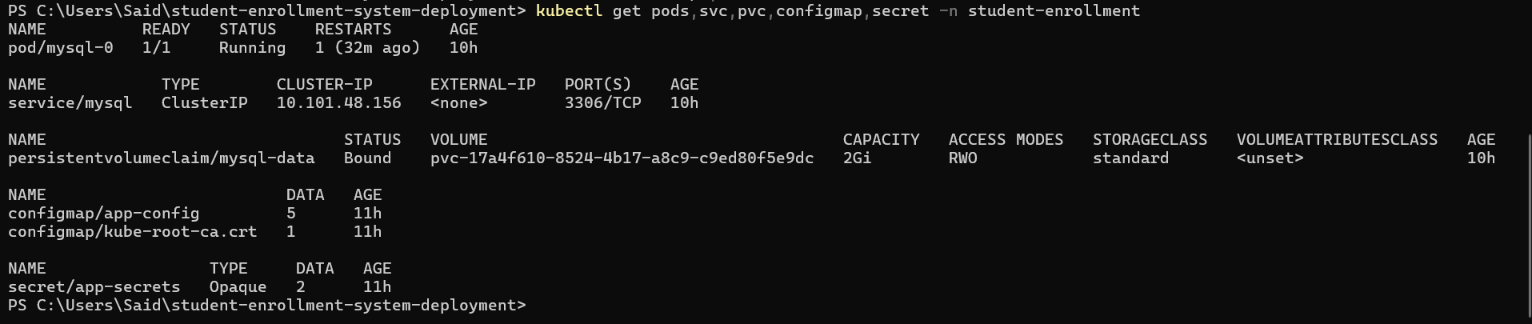 PS C:\Users\Said\student-enrollment-system-deployment> kubectl get pods,svc,pvc,configmap,secret -n student-enrollment
NAME          READY   STATUS    RESTARTS      AGE
pod/mysql-0   1/1     Running   1 (32m ago)   10h
NAME            TYPE        CLUSTER-IP      EXTERNAL-IP   PORT(S)    AGE
service/mysql   ClusterIP   10.101.48.156   <none>        3306/TCP   10h
NAME                               STATUS   VOLUME                                     CAPACITY   ACCESS MODES   STORAGECLASS   VOLUMEATTRIBUTESCLASS   AGE
persistentvolumeclaim/mysql-data   Bound    pvc-17a4f610-8524-4b17-a8c9-c9ed80f5e9dc   2Gi        RWO            standard       <unset>                 10h
NAME                         DATA   AGE
configmap/app-config         5      11h
configmap/kube-root-ca.crt   1      11h
NAME                 TYPE     DATA   AGE
secret/app-secrets   Opaque   2      11h
PS C:\Users\Said\student-enrollment-system-deployment>